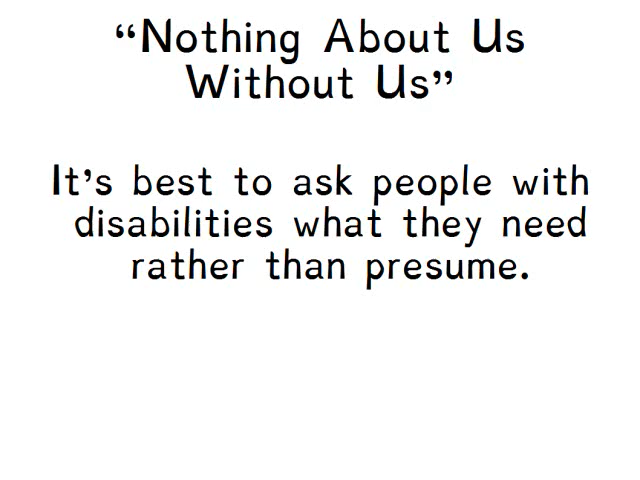 “Nothing About Us
Without Us”
It’s best to ask people with
disabilities what they need
rather than presume.